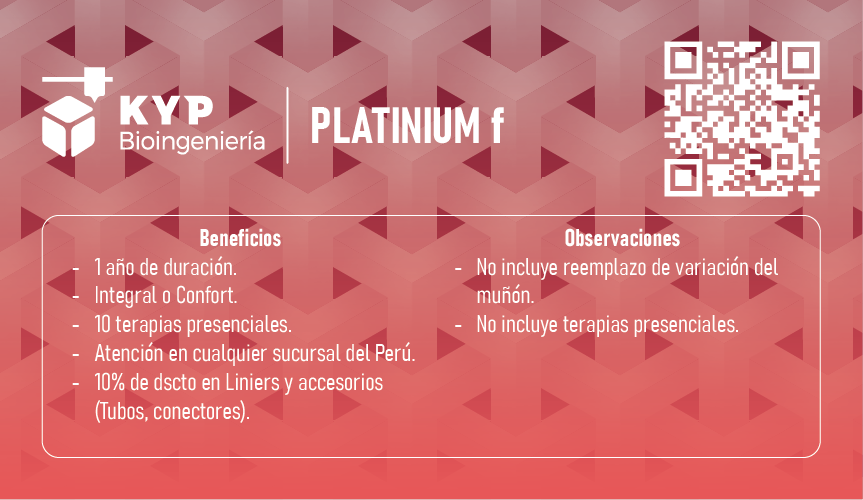 KYP
Bioingeniería
PLATINIUM f
Beneficios
- 1 año de duración.
- Integral o Confort.
- 10 terapias presenciales.
- Atención en cualquier sucursal del Perú.
- 10% de dscto en Liniers y accesorios
(Tubos, conectores).
Observaciones
- No incluye reemplazo de variación del
muñón.
- No incluye terapias presenciales.